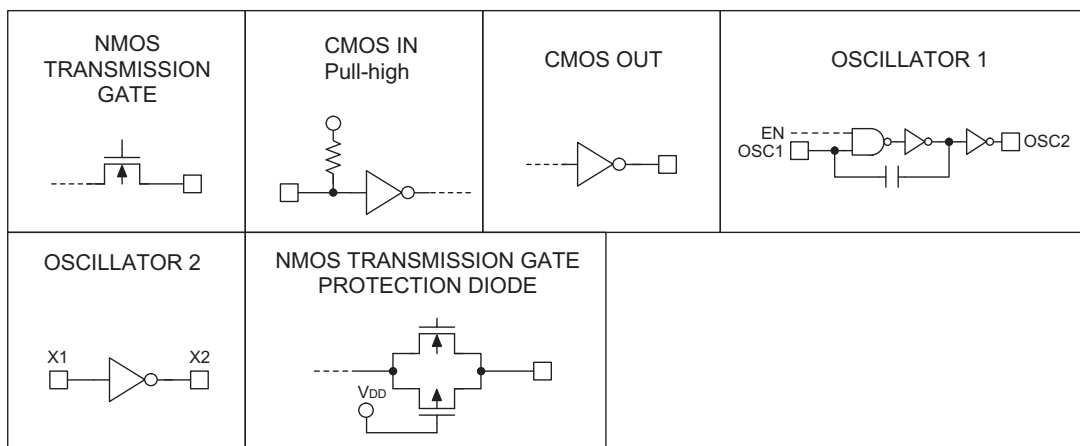 NMOS
TRANSMISSION
GATE
CMOS IN
Pull-high
CMOS OUT
OSCILLATOR 1
EN
OSC1
OSC2
OSCILLATOR 2
X1
X2
NMOS TRANSMISSION GATE
PROTECTION DIODE
VDD